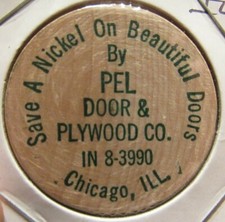 Save A Nickel On Beautiful Doors
By
PEL
DOOR &
PLYWOOD CO.
IN 8-3990
Chicago, ILL.